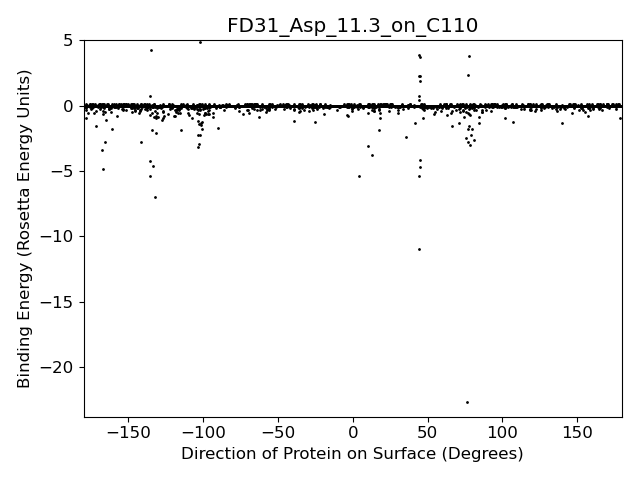 FD31_Asp_11.3_on_C110
Binding Energy (Rosetta Energy Units)
5
0
−5
−10
−15
−20
−150 −100 −50 0 50 100 150
Direction of Protein on Surface (Degrees)